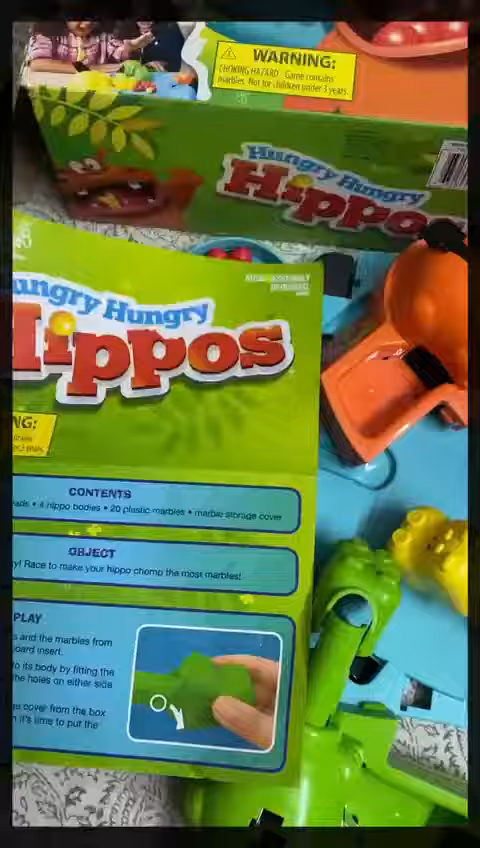 WARNING:
CHOKING HAZARD - Game contains
marbles. Not for children under 3 years.
Hungry Hungry
Hippo
ungry Hungry
Hippos
NG:
CONTENTS
ads • 4 hippo bodies • 20 plastic marbles • marble storage cover
OBJECT
y! Race to make your hippo chomp the most marbles!
PLAY
s and the marbles from
oard insert.
o its body by fitting the
he holes on either side
cover from the box
it's time to put the